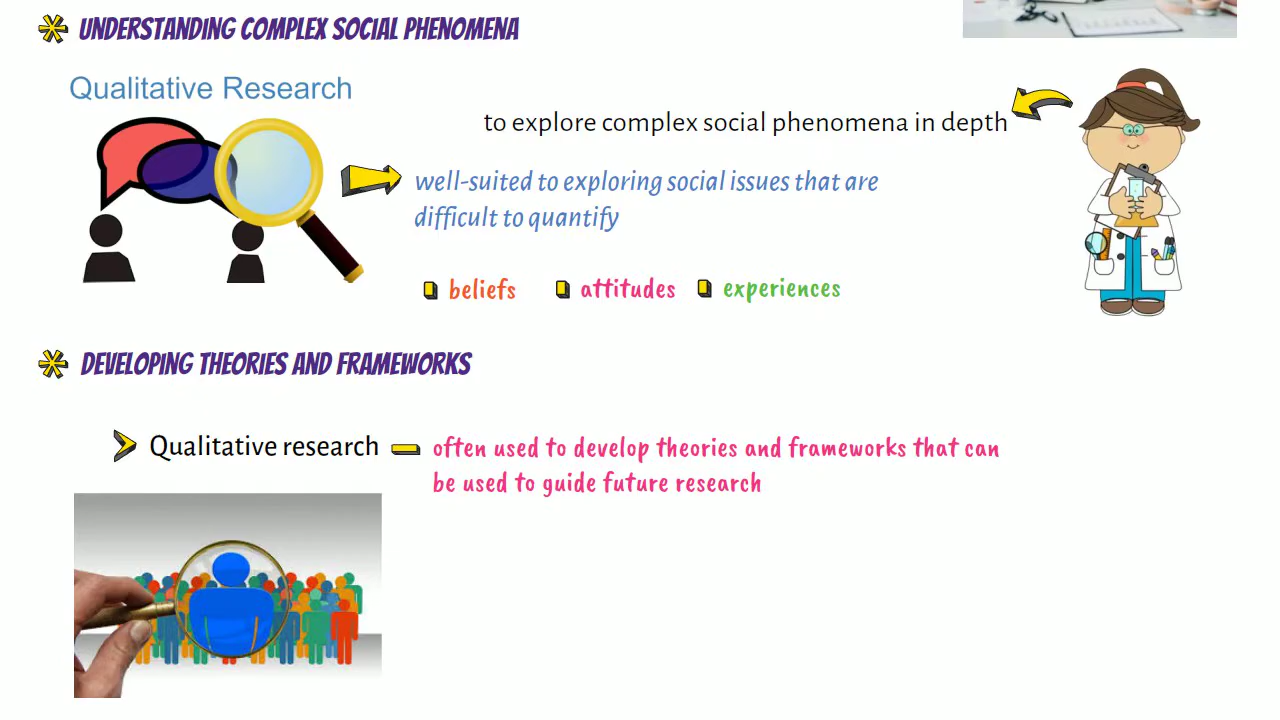 UNDERSTANDING COMPLEX SOCIAL PHENOMENA
Qualitative Research
to explore complex social phenomena in depth
well-suited to exploring social issues that are
difficult to quantify
beliefs attitudes experiences
DEVELOPING THEORIES AND FRAMEWORKS
Qualitative research
often used to develop theories and frameworks that can
be used to guide future research